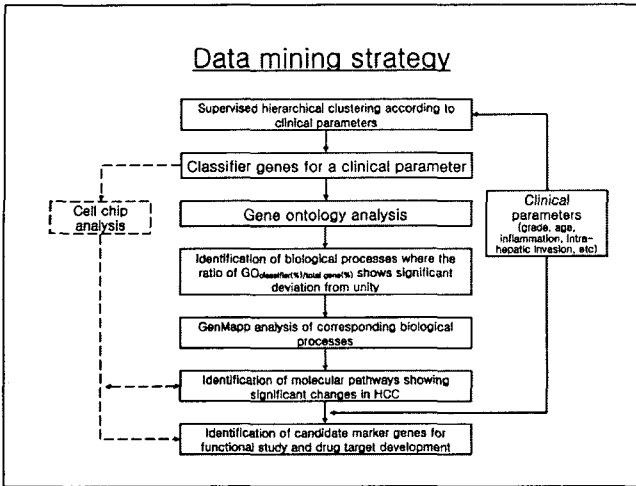 Data mining strategy
Supervised hierarchical clustering according to
clinical parameters
Classifier genes for a clinical parameter
Cell chip
analysis
Gene ontology analysis
Clinical
parameters
(grade, age,
inflammation, intra-
hepatic invasion,
etc)
Identification of biological processes where the
ratio of GOclassifier(%)/total gene(%) shows significant
deviation from unity
GenMapp analysis of corresponding biological
processes
Identification of molecular pathways showing
significant changes in HCC
Identification of candidate marker genes for
functional study and drug target development